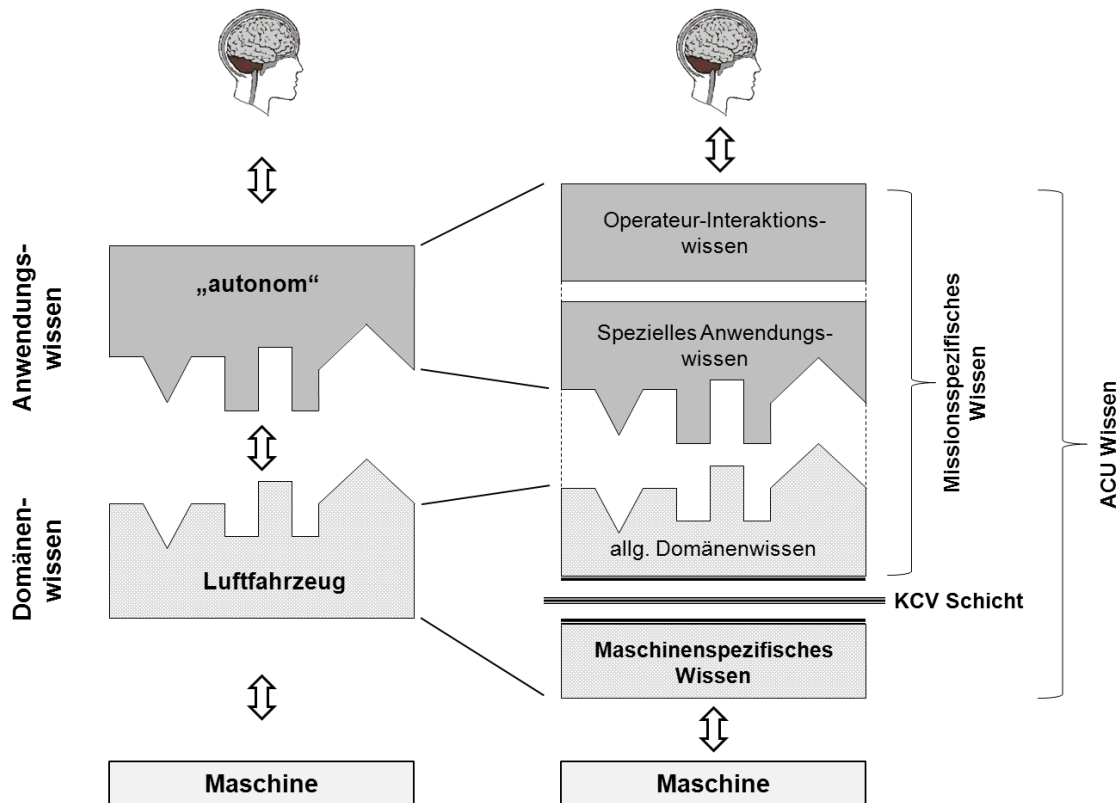 Anwendungs-
wissen
„autonom“
Domänen-
wissen
Luftfahrzeug
Maschine
Operateur-Interaktions-
wissen
Spezielles Anwendungs-
wissen
allg. Domänenwissen
KCV Schicht
Maschinenspezifisches
Wissen
Maschine
Missionsspezifisches
Wissen
ACU Wissen